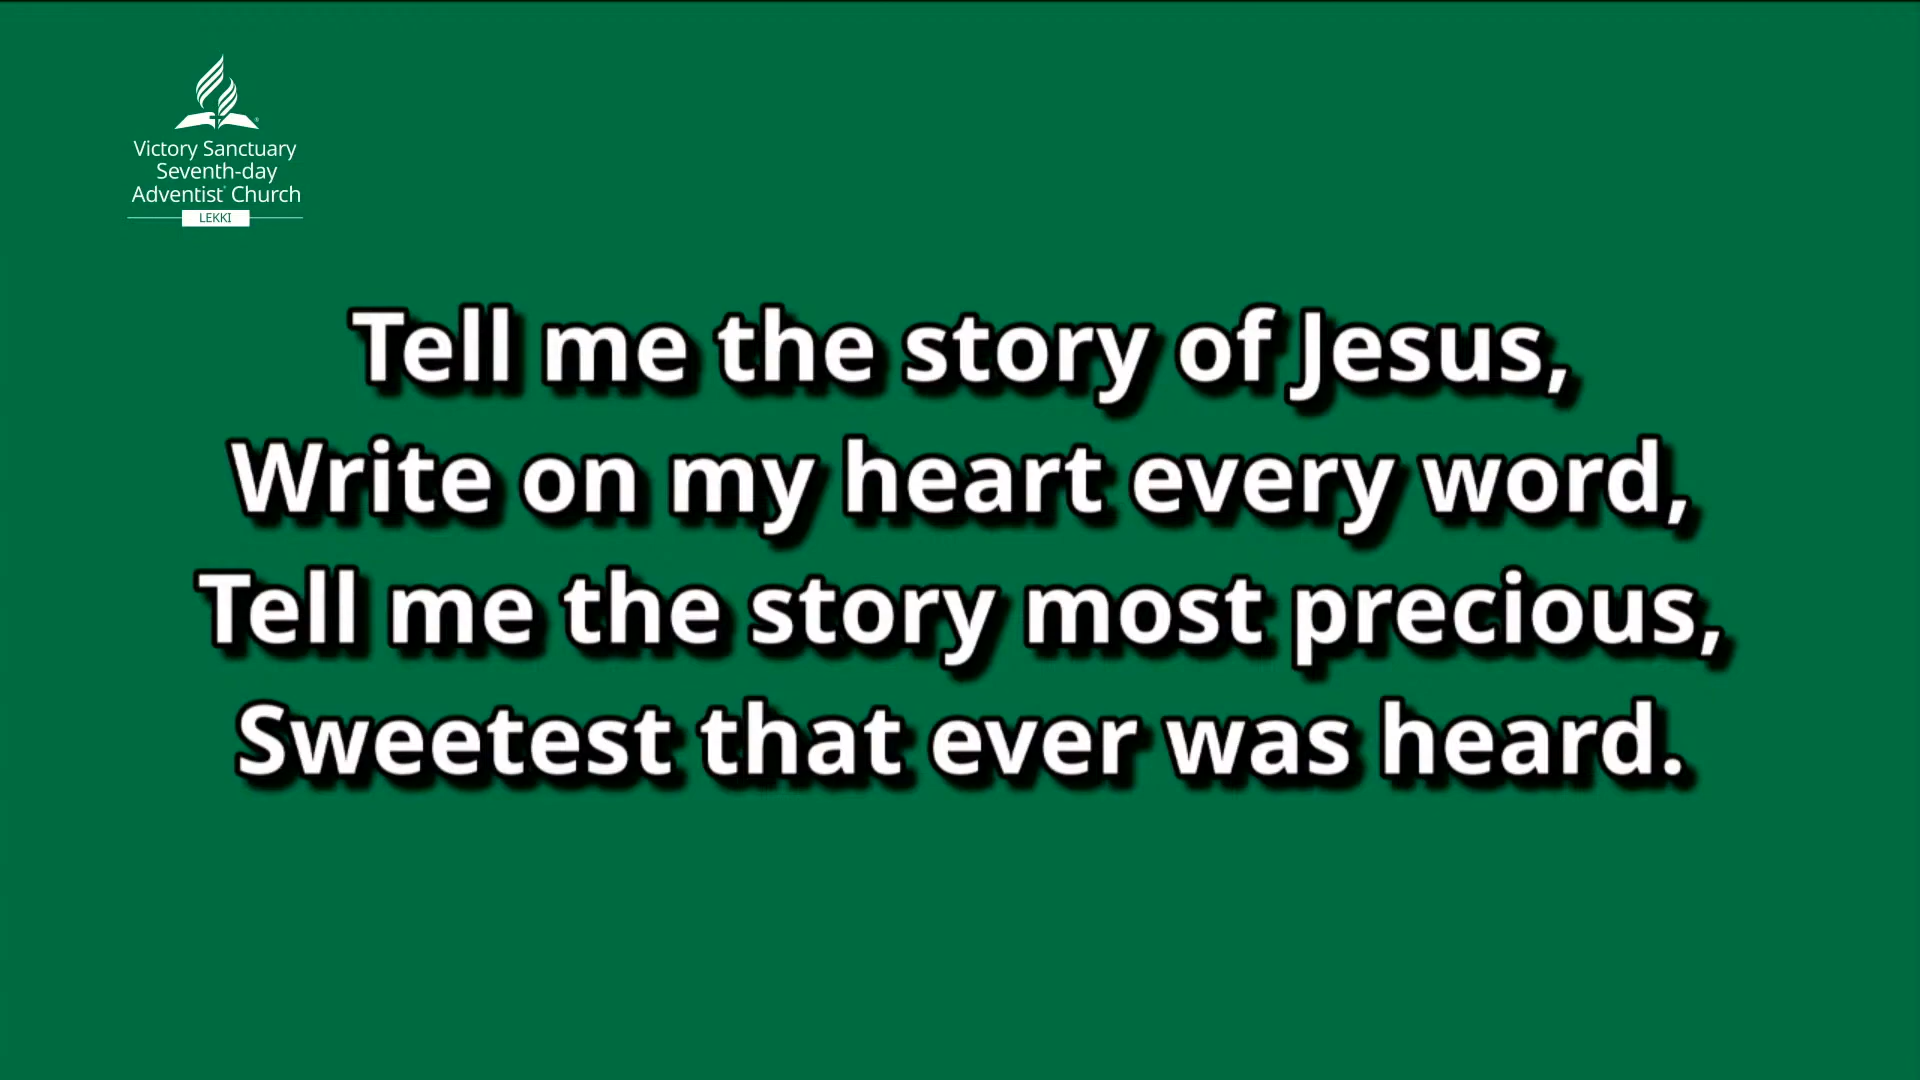 Victory Sanctuary
Seventh-day
Adventist® Church
LEKKI
Tell me the story of Jesus,
Write on my heart every word,
Tell me the story most precious,
Sweetest that ever was heard.